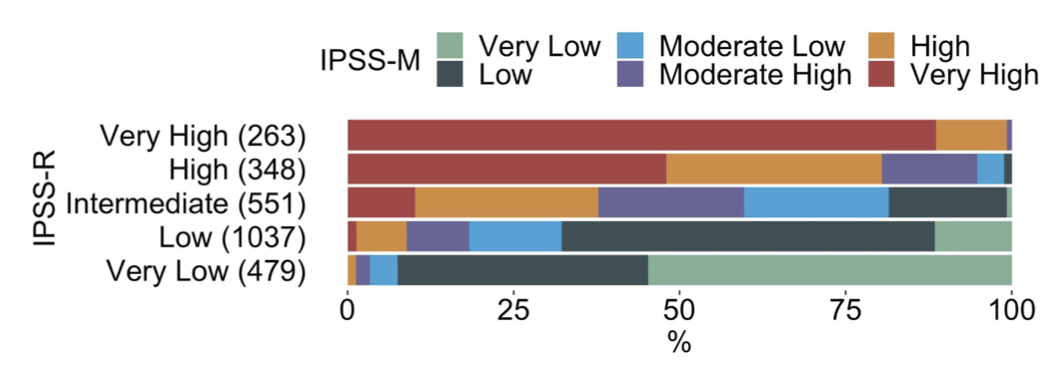 IPSS-M
Very Low
Moderate Low
High
Low
Moderate High
Very High
IPSS-R
Very High (263)
High (348)
Intermediate (551)
Low (1037)
Very Low (479)
0 25 50 75 100
%